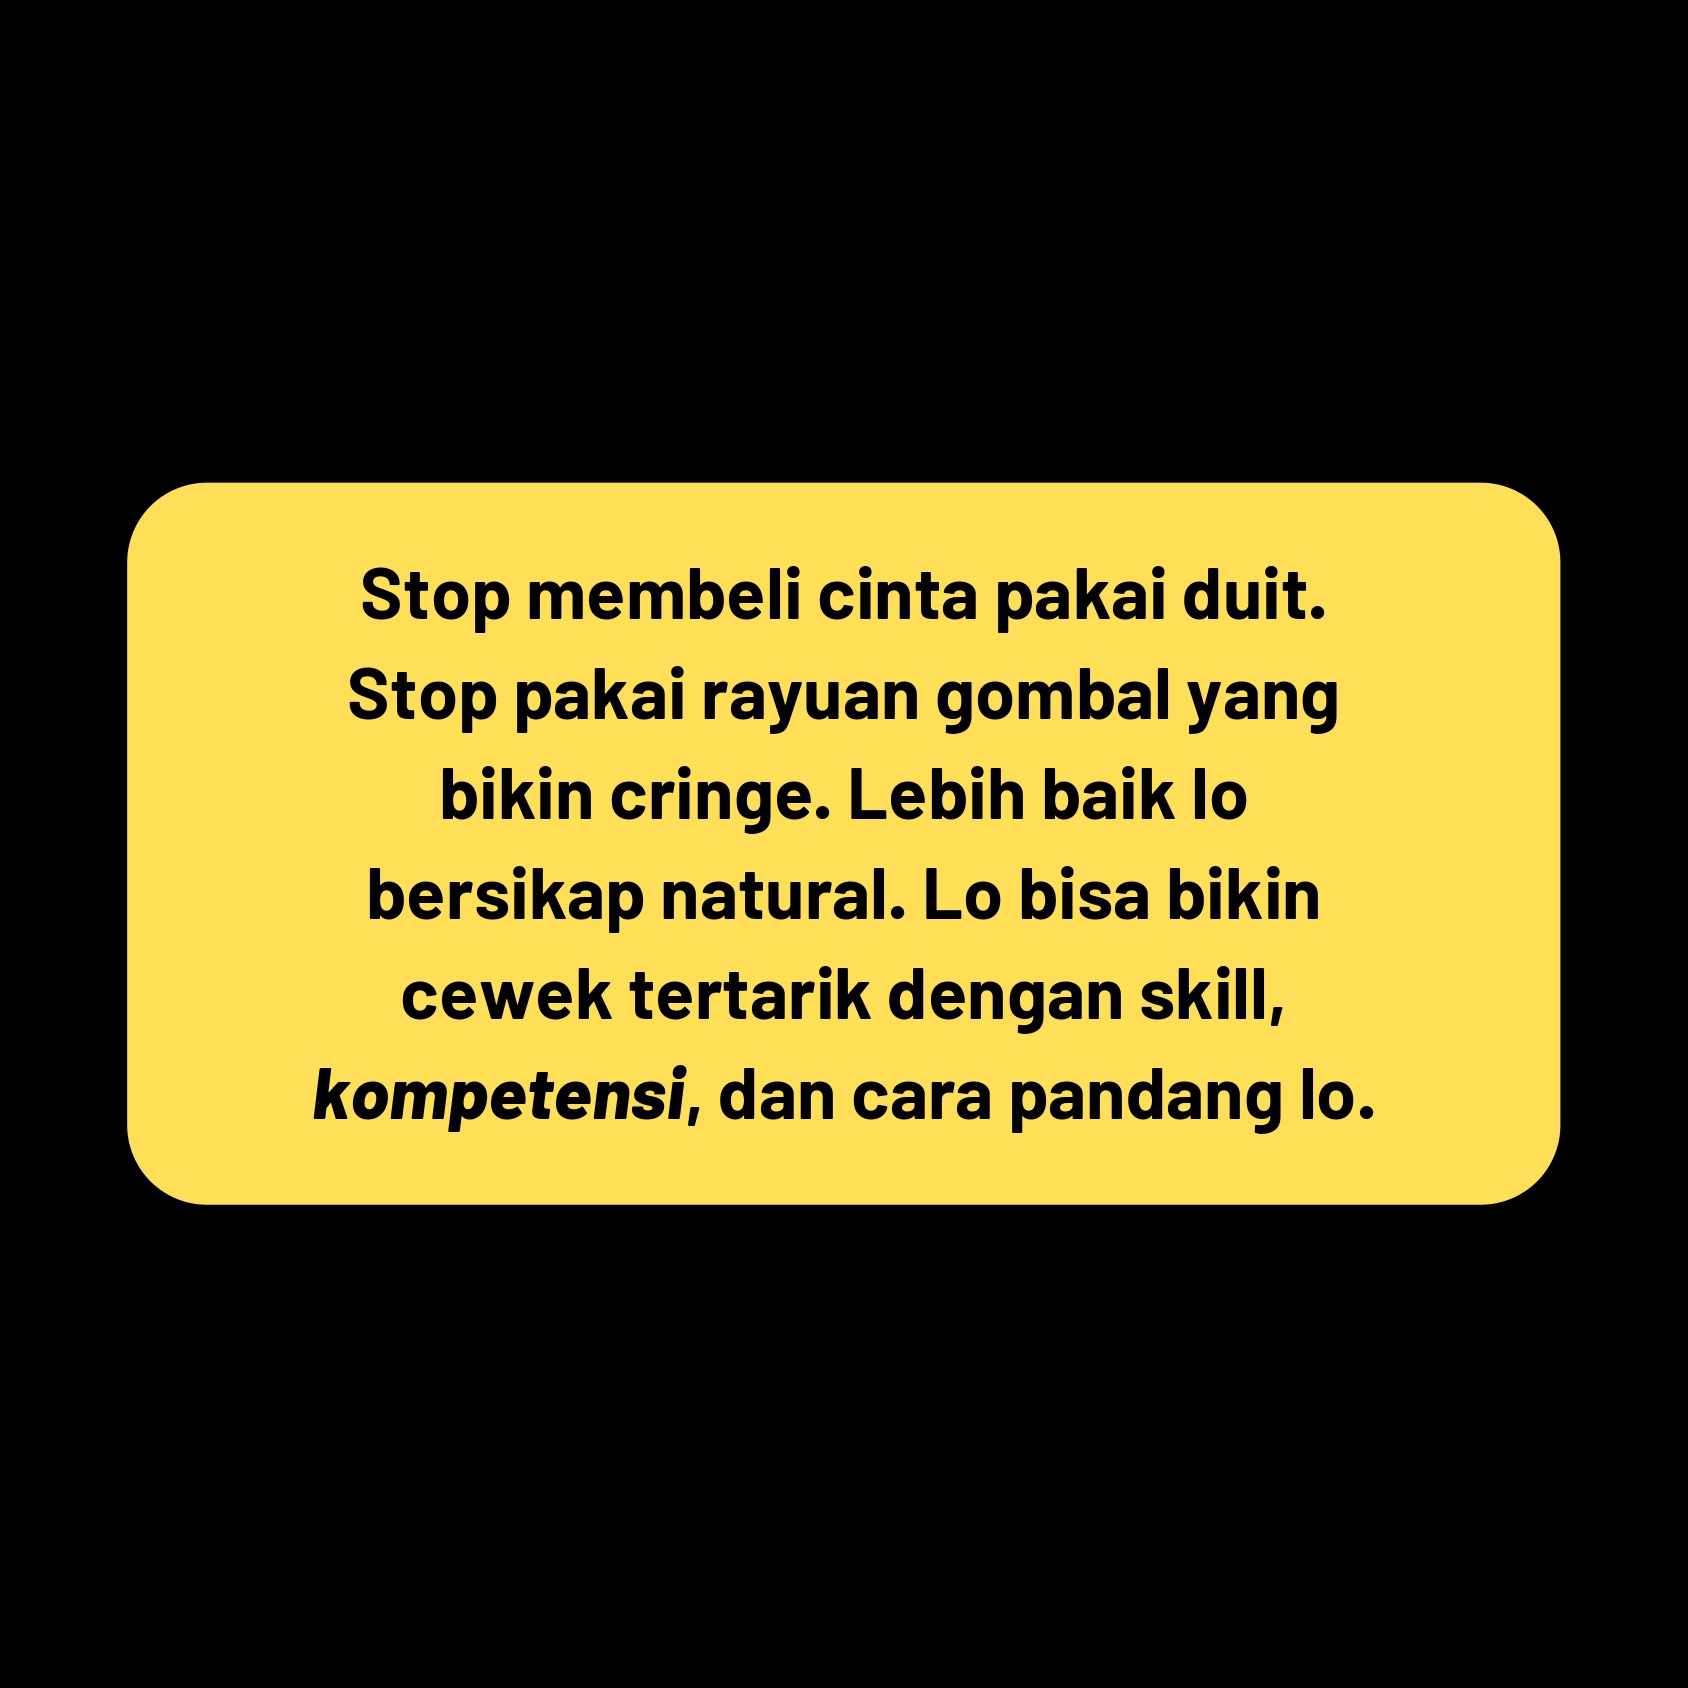 Stop membeli cinta pakai duit.
Stop pakai rayuan gombal yang
bikin cringe. Lebih baik lo
bersikap natural. Lo bisa bikin
cewek tertarik dengan skill,
kompetensi, dan cara pandang lo.